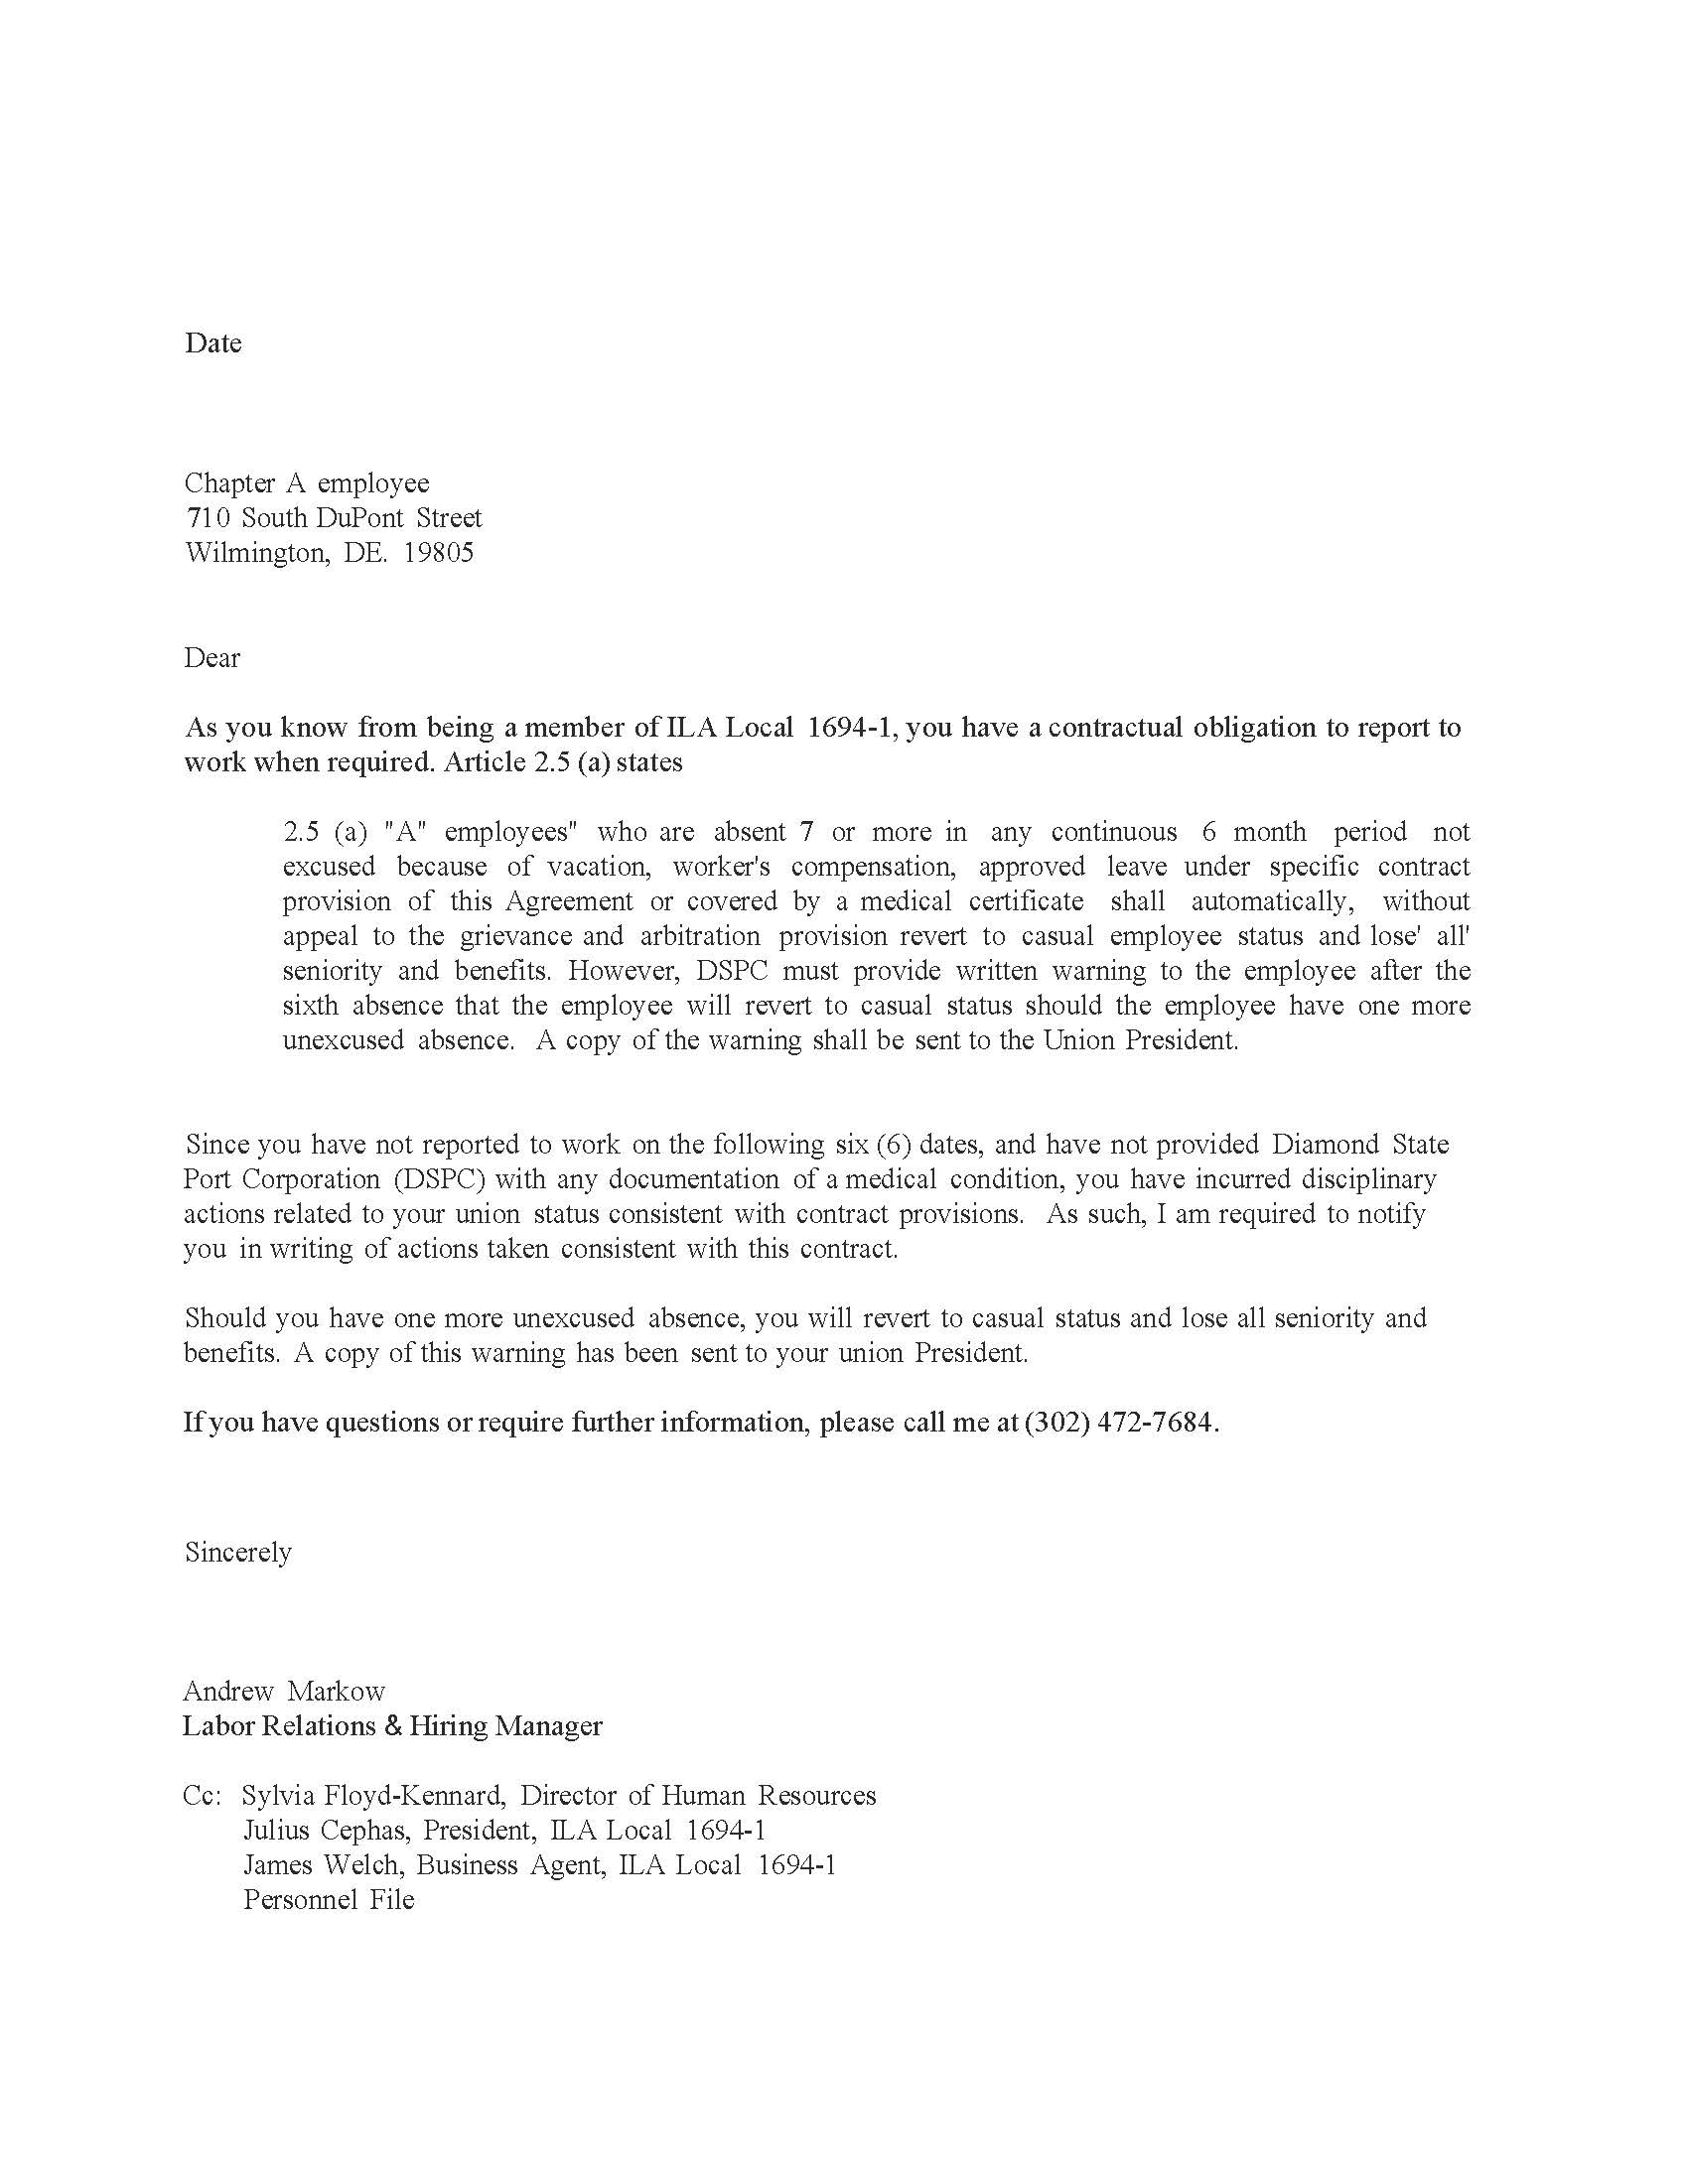 Date
Chapter A employee
710 South DuPont Street
Wilmington, DE. 19805
Dear
As you know from being a member of ILA Local 1694-1, you have a contractual obligation to report to
work when required. Article 2.5 (a) states
2.5 (a) "A" employees" who are absent 7 or more in any continuous 6 month period not
excused because of vacation, worker's compensation, approved leave under specific contract
provision of this Agreement or covered by a medical certificate shall automatically, without
appeal to the grievance and arbitration provision revert to casual employee status and lose' all'
seniority and benefits. However, DSPC must provide written warning to the employee after the
sixth absence that the employee will revert to casual status should the employee have one more
unexcused absence. A copy of the warning shall be sent to the Union President.
Since you have not reported to work on the following six (6) dates, and have not provided Diamond State
Port Corporation (DSPC) with any documentation of a medical condition, you have incurred disciplinary
actions related to your union status consistent with contract provisions. As such, I am required to notify
you in writing of actions taken consistent with this contract.
Should you have one more unexcused absence, you will revert to casual status and lose all seniority and
benefits. A copy of this warning has been sent to your union President.
If you have questions or require further information, please call me at (302) 472-7684.
Sincerely
Andrew Markow
Labor Relations & Hiring Manager
Cc: Sylvia Floyd-Kennard, Director of Human Resources
Julius Cephas, President, ILA Local 1694-1
James Welch, Business Agent, ILA Local 1694-1
Personnel File